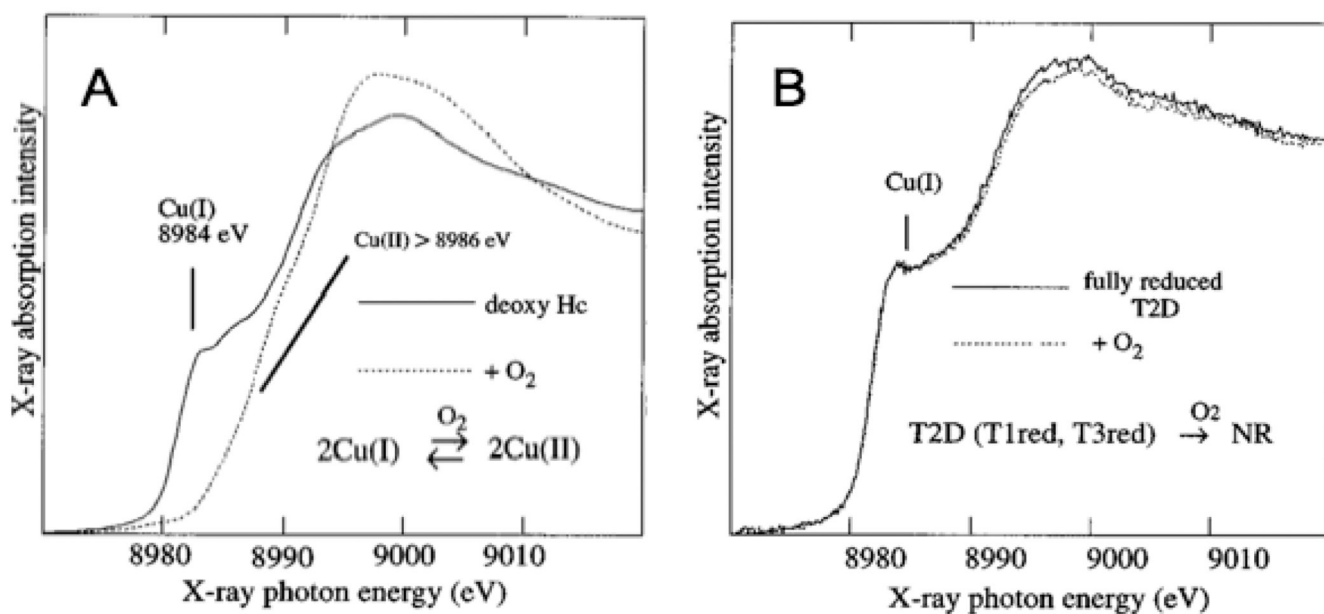 A
X-ray absorption intensity
Cu(I)
8984 eV
Cu(II) > 8986 eV
deoxy Hc
+ O2
2Cu(I) O2 ⇌ 2Cu(II)
8980 8990 9000 9010
X-ray photon energy (eV)
B
X-ray absorption intensity
Cu(I)
fully reduced
T2D
+ O2
T2D (T1red, T3red) O2 → NR
8980 8990 9000 9010
X-ray photon energy (eV)